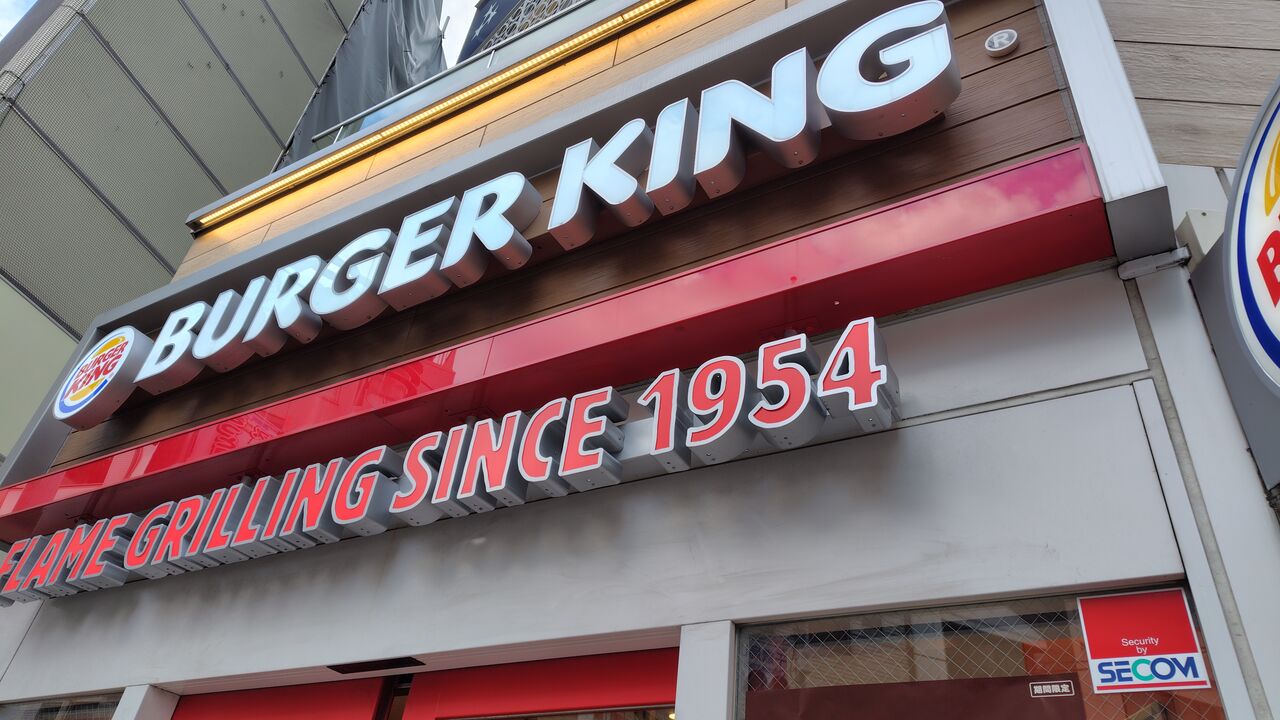 BURGER KING
BURGER KING®
FLAME GRILLING SINCE 1954
Security
by
SECOM
期間限定
B